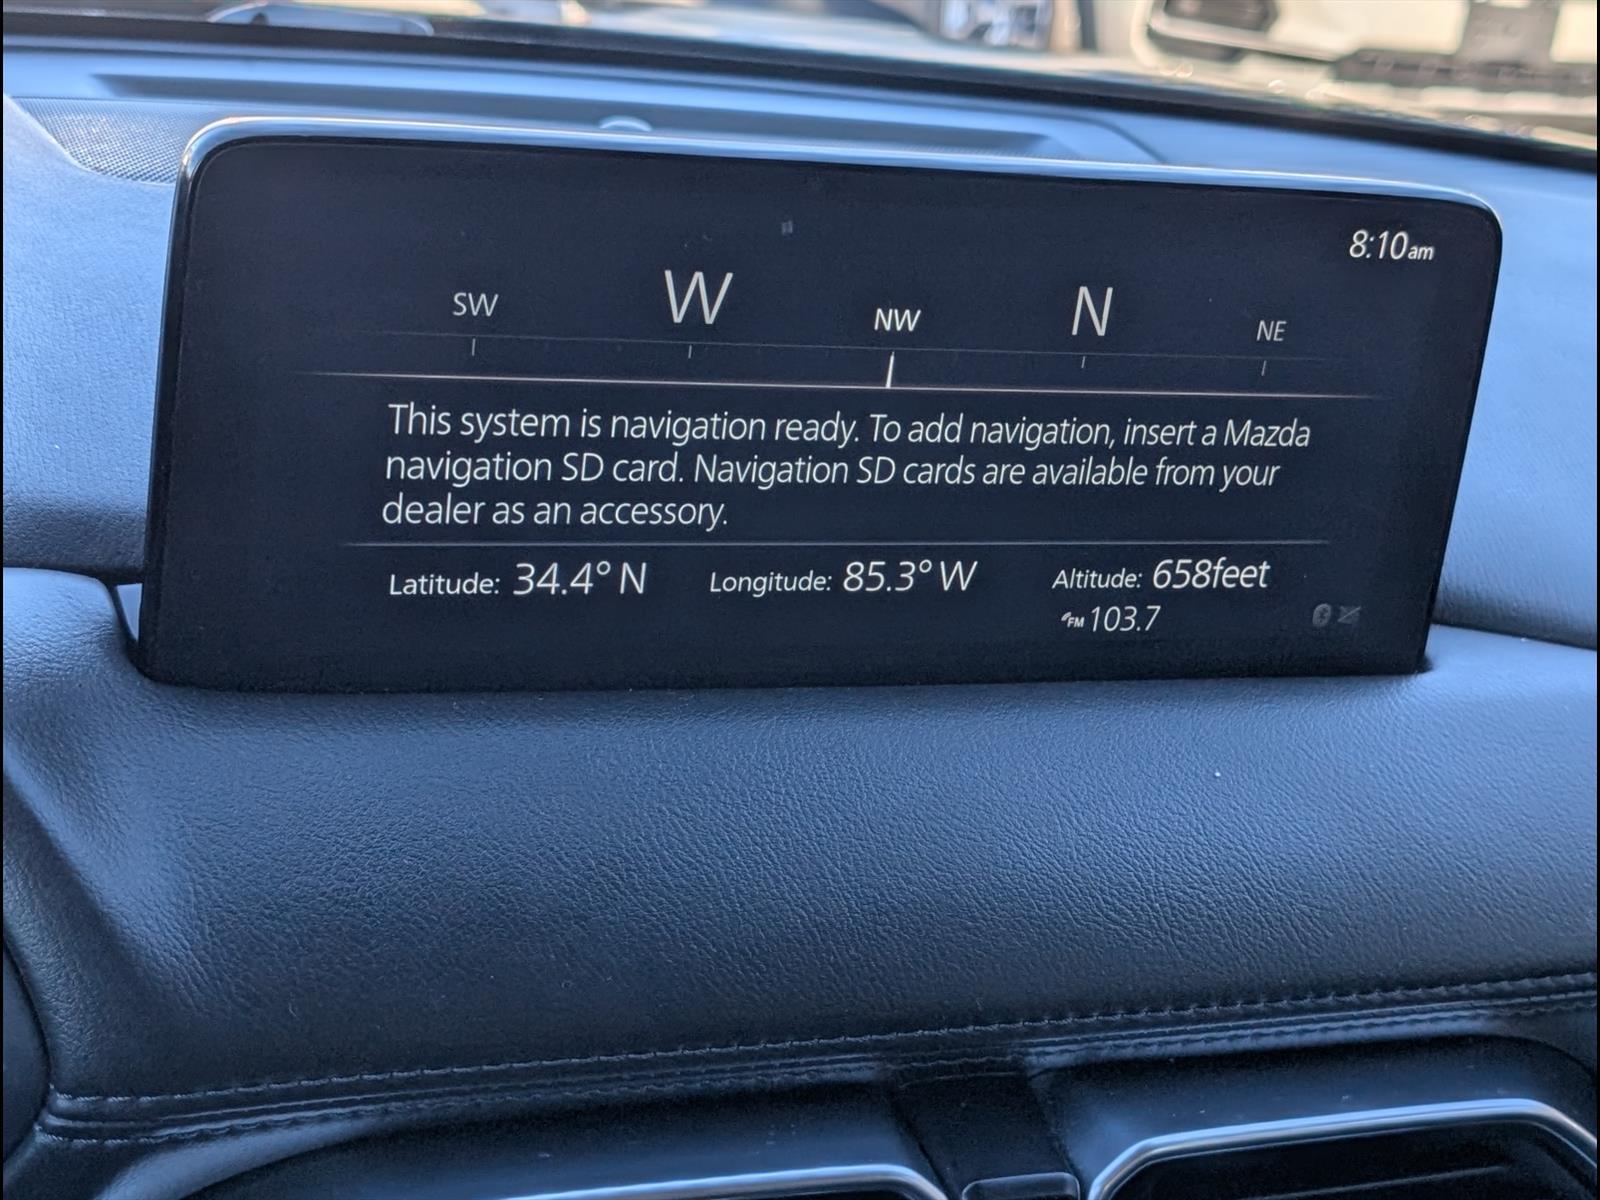 8:10am
SW W NW N NE
This system is navigation ready. To add navigation, insert a Mazda
navigation SD card. Navigation SD cards are available from your
dealer as an accessory.
Latitude: 34.4° N Longitude: 85.3° W Altitude: 658feet
FM 103.7